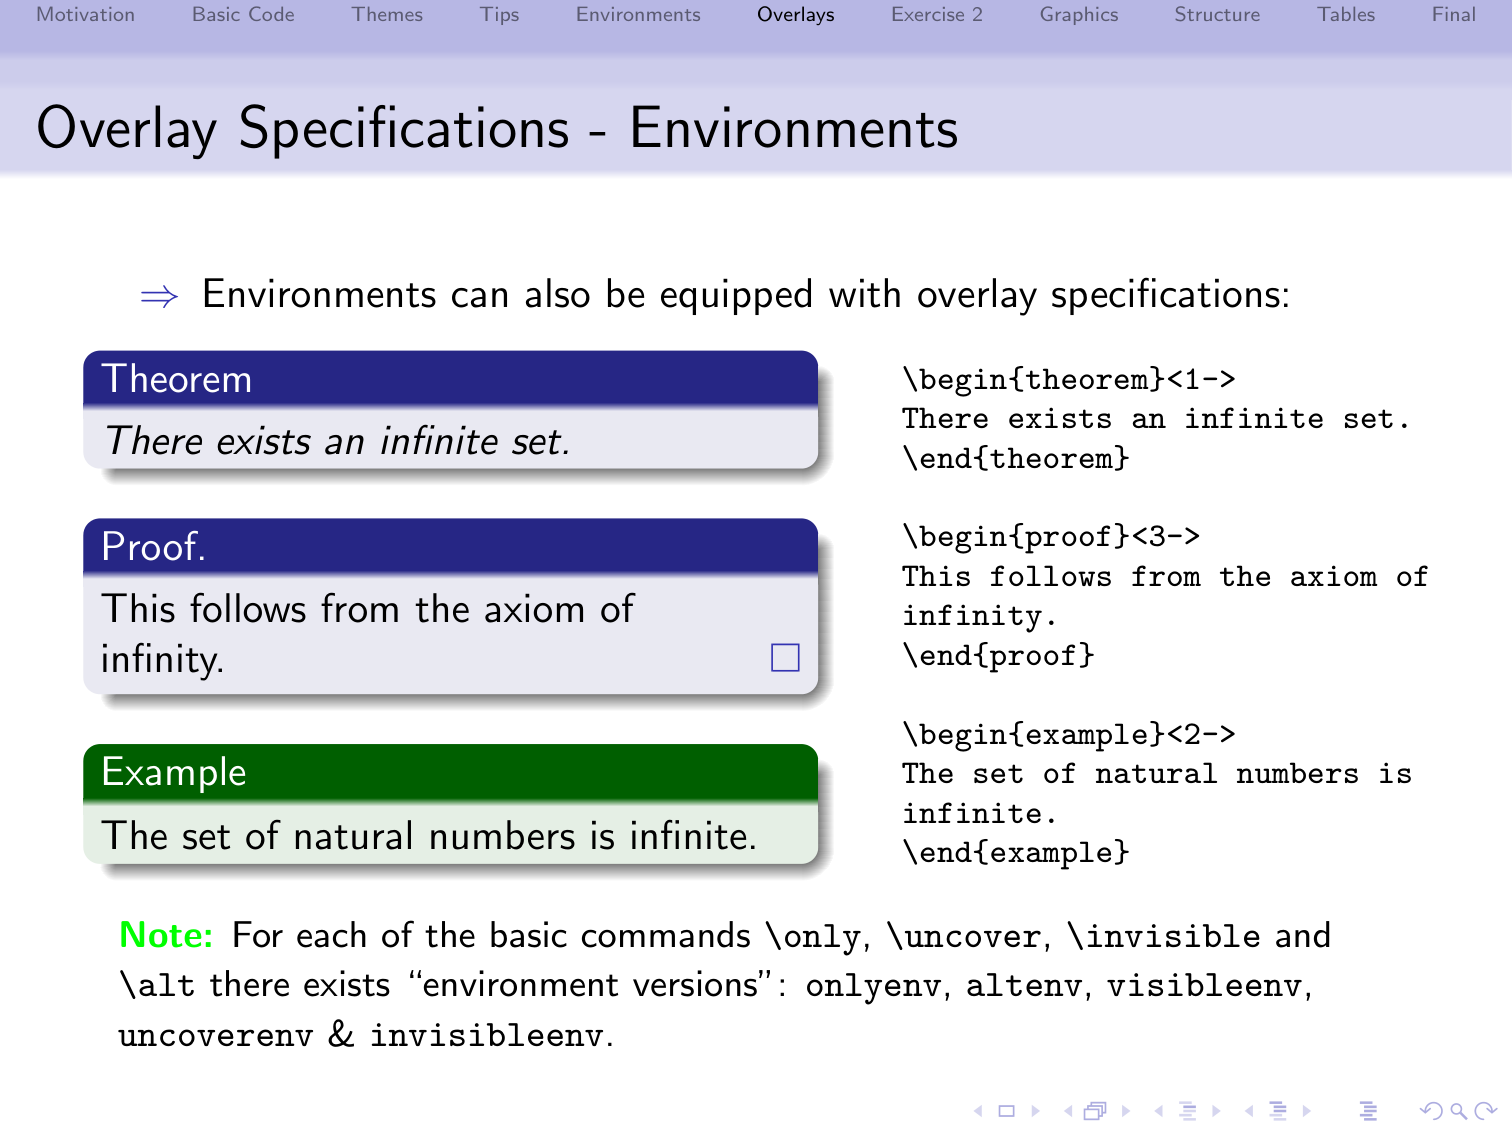 Motivation Basic Code Themes Tips Environments Overlays Exercise 2 Graphics Structure Tables Final
Overlay Specifications - Environments
⇒ Environments can also be equipped with overlay specifications:
Theorem
There exists an infinite set.
Proof.
This follows from the axiom of
infinity. □
Example
The set of natural numbers is infinite.
\begin{theorem}<1->
There exists an infinite set.
\end{theorem}
\begin{proof}<3->
This follows from the axiom of
infinity.
\end{proof}
\begin{example}<2->
The set of natural numbers is
infinite.
\end{example}
Note: For each of the basic commands \only, \uncover, \invisible and
\alt there exists “environment versions”: onlyenv, altenv, visibleenv,
uncoverenv & invisibleenv.